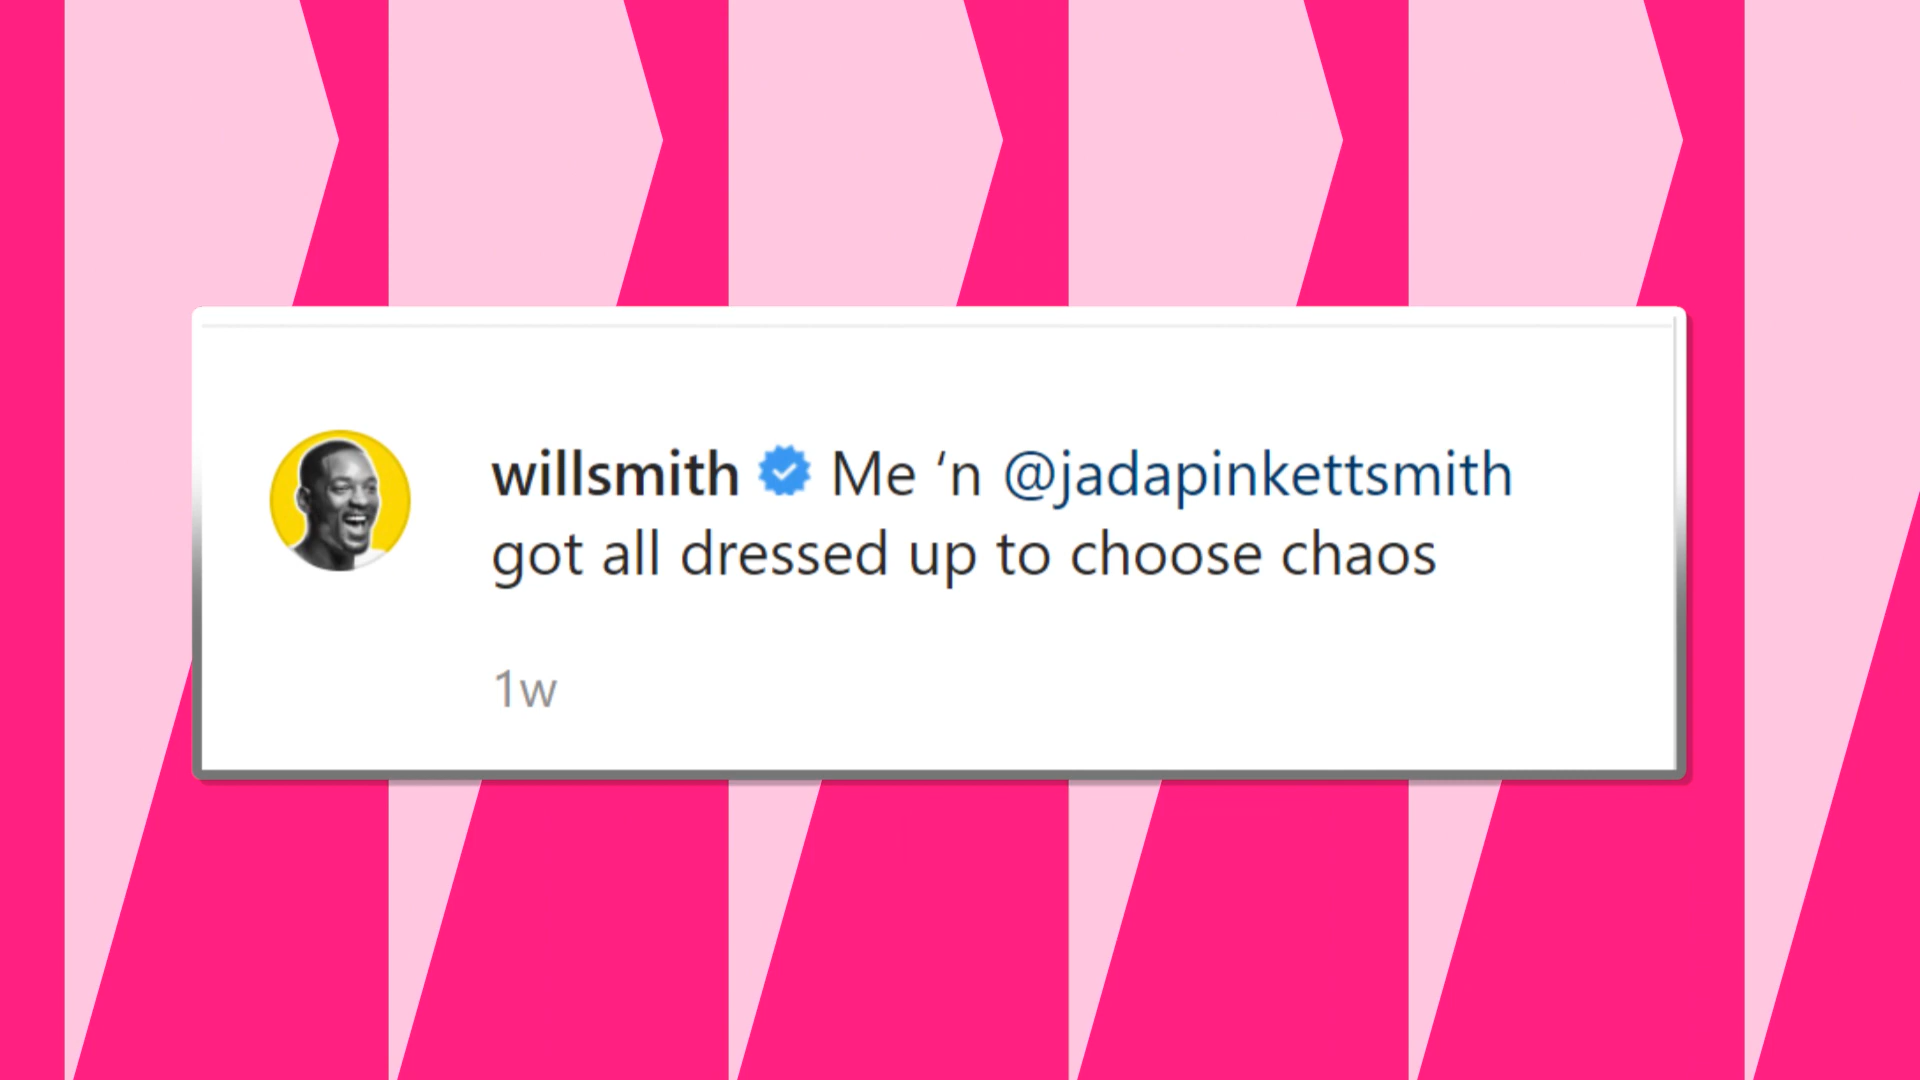 willsmith Me ‘n @jadapinkettsmith
got all dressed up to choose chaos
1w